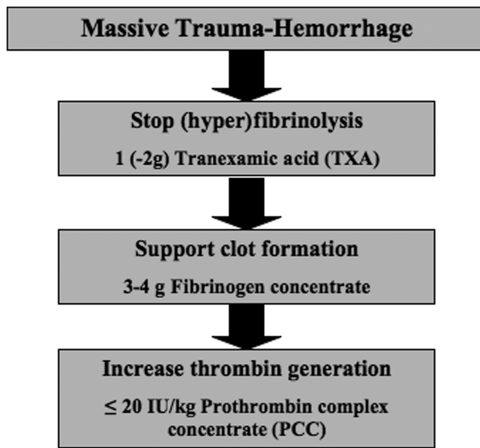 Massive Trauma-Hemorrhage
Stop (hyper)fibrinolysis
1 (-2g) Tranexamic acid (TXA)
Support clot formation
3-4 g Fibrinogen concentrate
Increase thrombin generation
≤ 20 IU/kg Prothrombin complex
concentrate (PCC)